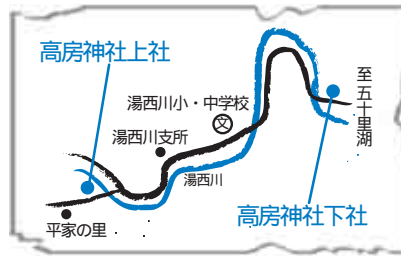 高房神社上社
湯西川小・中学校
文
湯西川支所
湯西川
至五十里湖
高房神社下社
平家の里